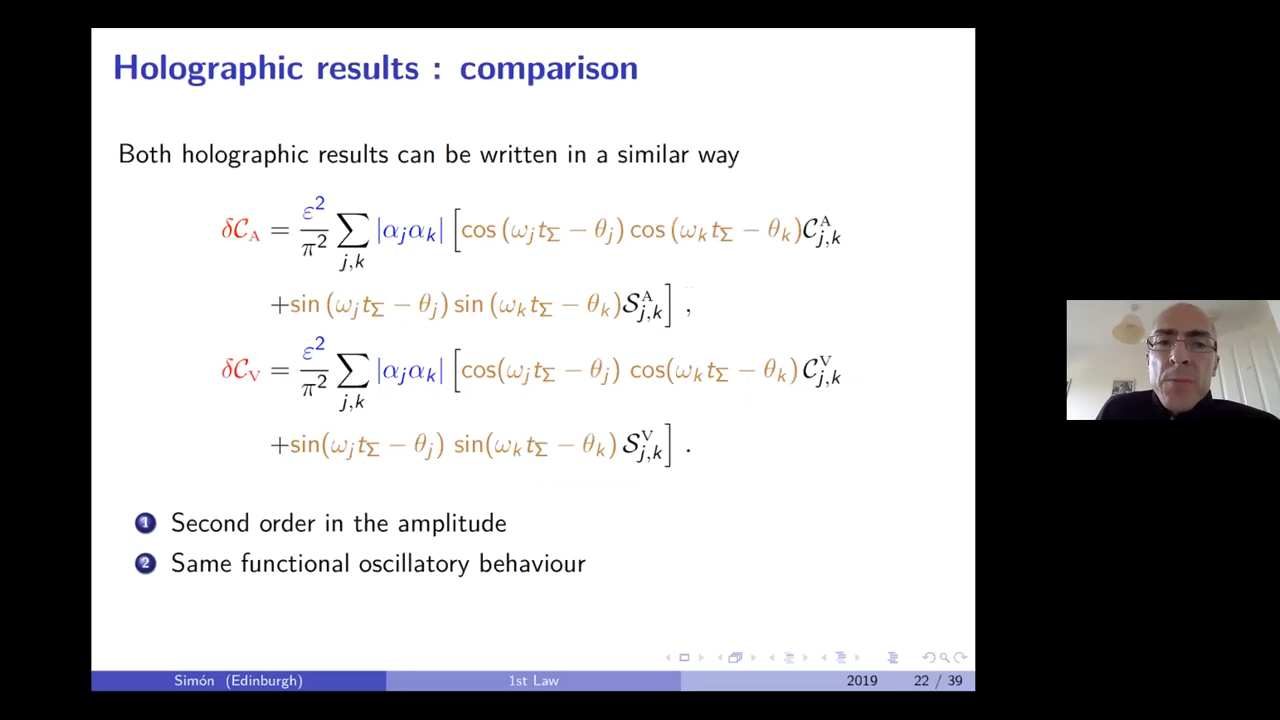 Holographic results : comparison
Both holographic results can be written in a similar way
δ𝒞_A = ε²/π² ∑_{j,k} |α_j α_k| [cos (ω_j t_Σ − θ_j) cos (ω_k t_Σ − θ_k) 𝒞^A_{j,k}
+sin (ω_j t_Σ − θ_j) sin (ω_k t_Σ − θ_k) 𝒮^A_{j,k}] ,
δ𝒞_V = ε²/π² ∑_{j,k} |α_j α_k| [cos(ω_j t_Σ − θ_j) cos(ω_k t_Σ − θ_k) 𝒞^V_{j,k}
+sin(ω_j t_Σ − θ_j) sin(ω_k t_Σ − θ_k) 𝒮^V_{j,k}] .
1 Second order in the amplitude
2 Same functional oscillatory behaviour
Simón (Edinburgh) 1st Law 2019 22 / 39